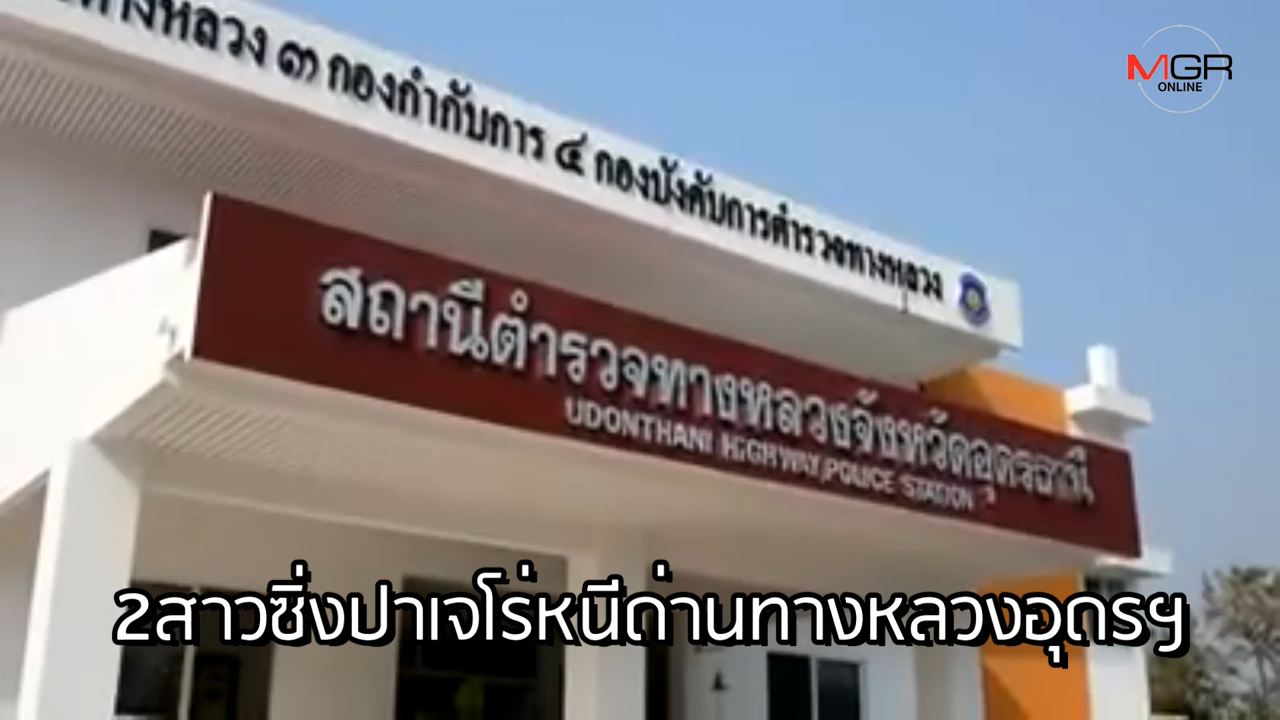 MGR
ONLINE
ทางหลวง ๓ กองกำกับการ ๔ กองบังคับการตำรวจทางหลวง
สถานีตำรวจทางหลวงจังหวัดอุดรธานี
UDONTHANI HIGHWAY POLICE STATION
2สาวซิ่งปาเจโร่หนีด่านทางหลวงอุดรฯ